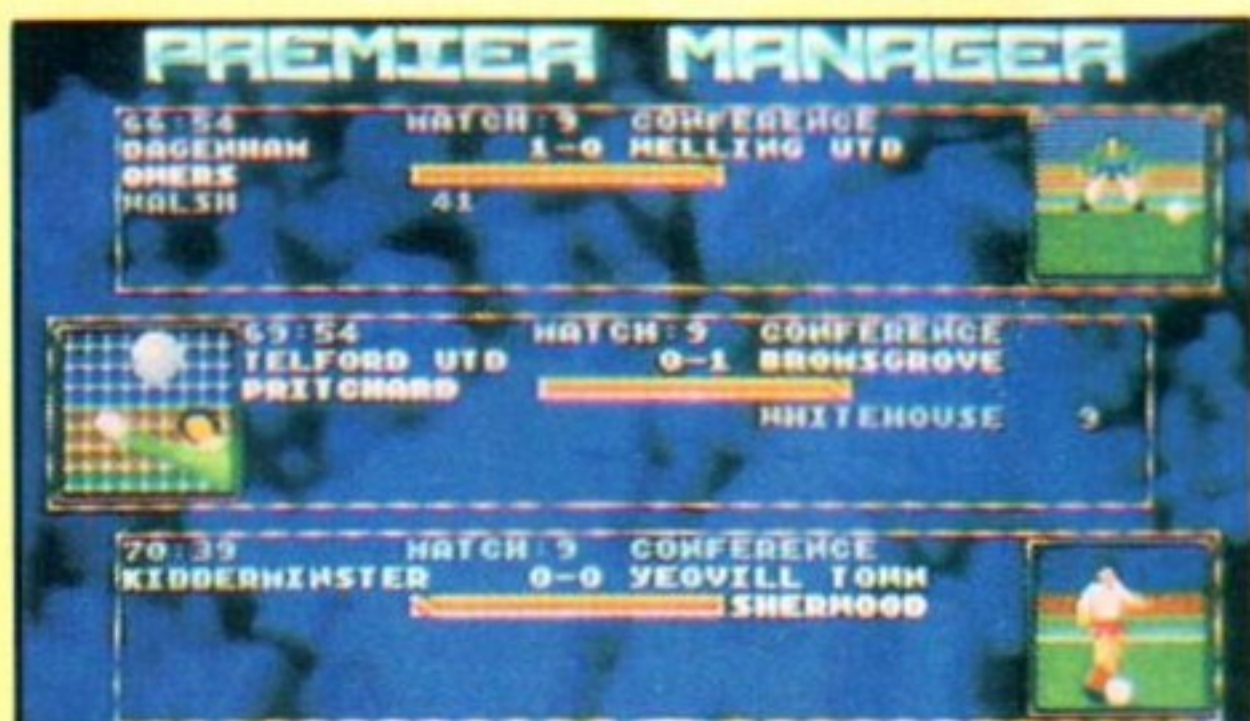 PREMIER MANAGER
66:54 MATCH:9 CONFERENCE
DAGENHAM 1-0 WELLING UTD
OWERS
WALSH 41
69:54 MATCH:9 CONFERENCE
TELFORD UTD 0-1 BROMSGROVE
PRITCHARD
WHITEHOUSE 9
70:39 MATCH:9 CONFERENCE
KIDDERMINSTER 0-0 YEOVILL TOWN
SHERWOOD